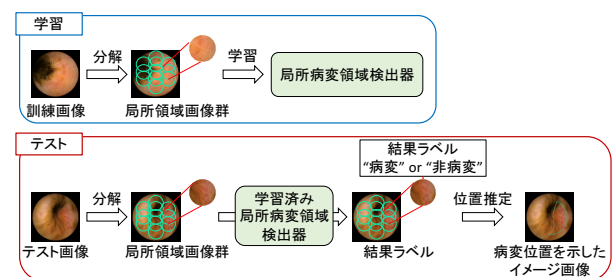 学習
分解
学習
局所病変領域検出器
訓練画像
局所領域画像群
テスト
結果ラベル
“病変” or “非病変”
分解
学習済み
局所病変領域
検出器
位置推定
テスト画像
局所領域画像群
結果ラベル
病変位置を示した
イメージ画像